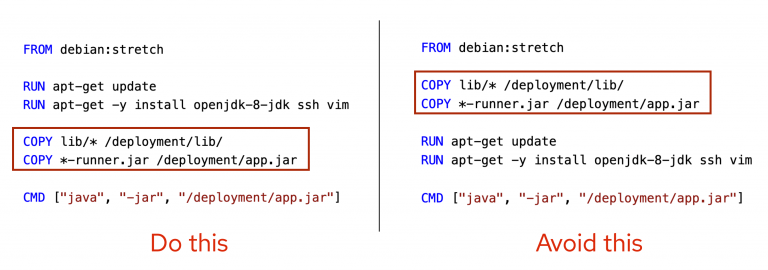 FROM debian:stretch
RUN apt-get update
RUN apt-get -y install openjdk-8-jdk ssh vim
COPY lib/* /deployment/lib/
COPY *-runner.jar /deployment/app.jar
CMD ["java", "-jar", "/deployment/app.jar"]
Do this
FROM debian:stretch
COPY lib/* /deployment/lib/
COPY *-runner.jar /deployment/app.jar
RUN apt-get update
RUN apt-get -y install openjdk-8-jdk ssh vim
CMD ["java", "-jar", "/deployment/app.jar"]
Avoid this